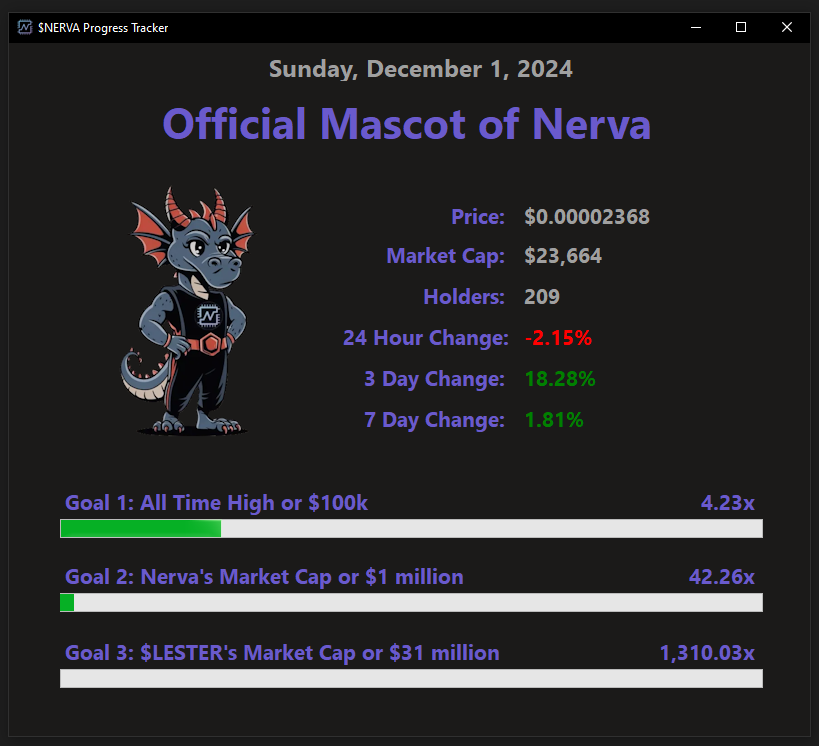 $NERVA Progress Tracker
Sunday, December 1, 2024
Official Mascot of Nerva
Price: $0.00002368
Market Cap: $23,664
Holders: 209
24 Hour Change: -2.15%
3 Day Change: 18.28%
7 Day Change: 1.81%
Goal 1: All Time High or $100k 4.23x
Goal 2: Nerva's Market Cap or $1 million 42.26x
Goal 3: $LESTER's Market Cap or $31 million 1,310.03x